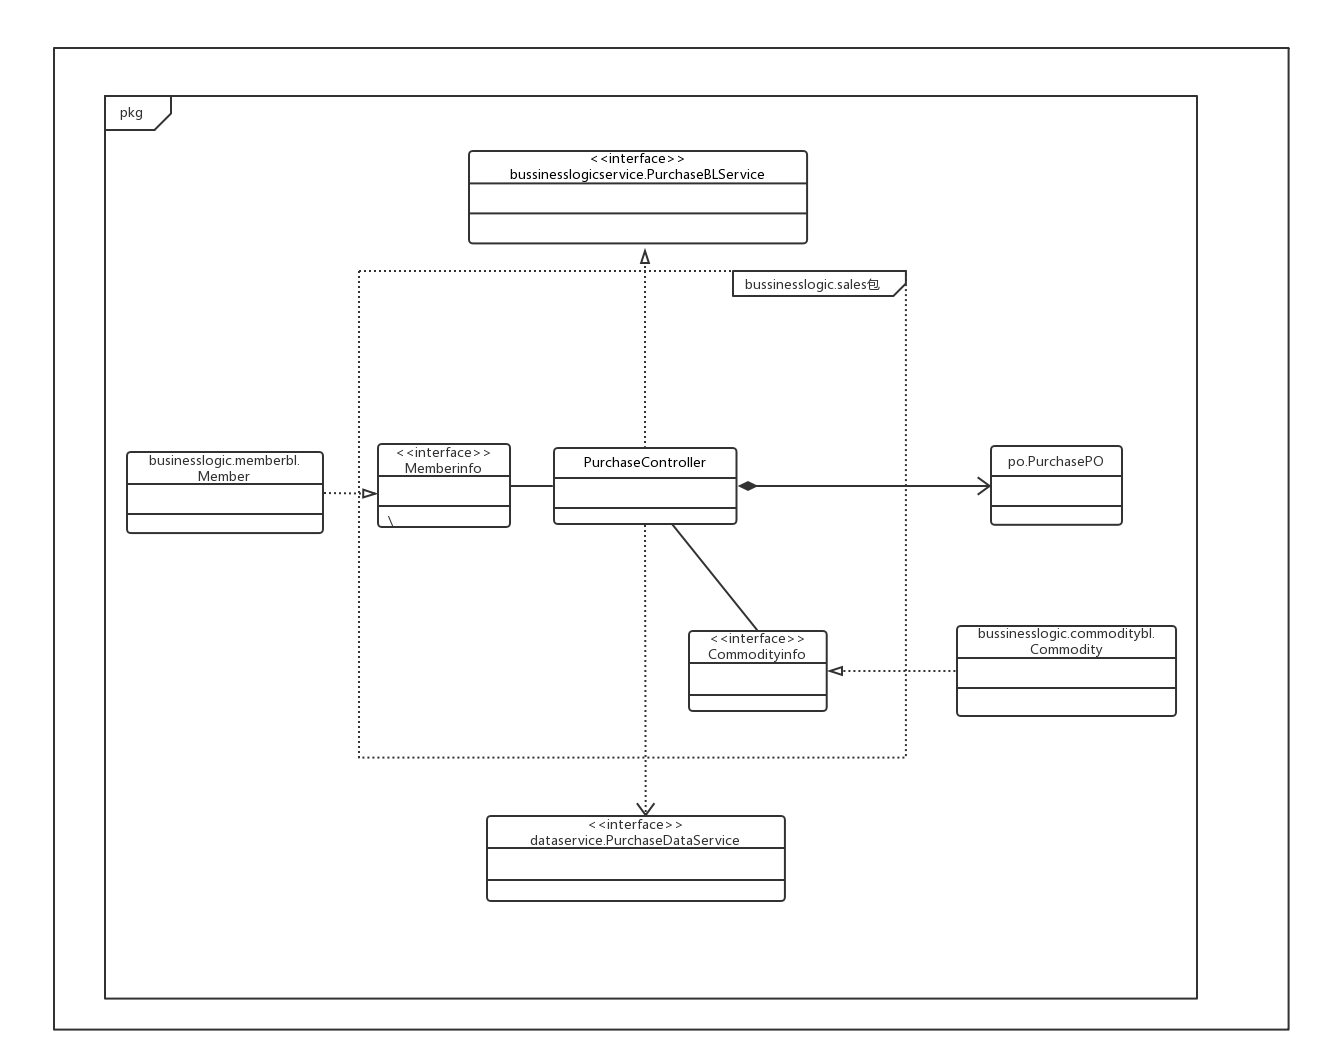 pkg
<<interface>>
bussinesslogicservice.PurchaseBLService
bussinesslogic.sales包
businesslogic.memberbl.
Member
<<interface>>
Memberinfo
\
PurchaseController
po.PurchasePO
<<interface>>
Commodityinfo
bussinesslogic.commoditybl.
Commodity
<<interface>>
dataservice.PurchaseDataService